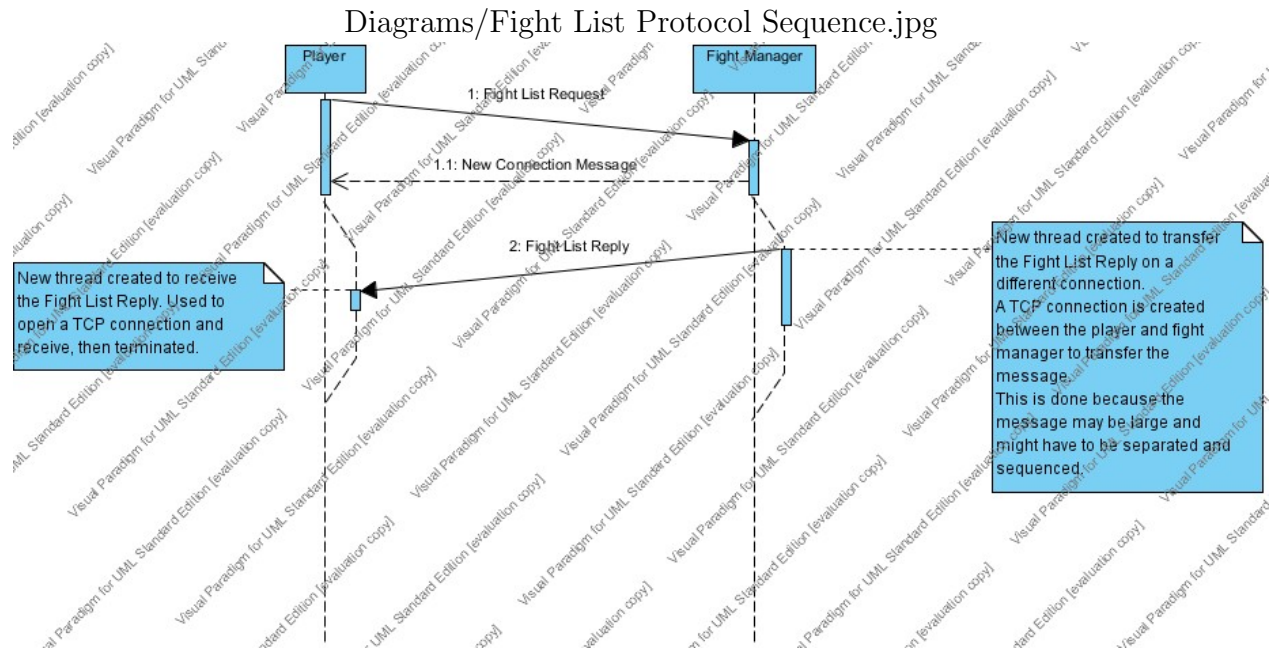 Diagrams/Fight List Protocol Sequence.jpg
Player
Fight Manager
1: Fight List Request
1.1: New Connection Message
2: Fight List Reply
New thread created to receive
the Fight List Reply. Used to
open a TCP connection and
receive, then terminated.
New thread created to transfer
the Fight List Reply on a
different connection.
A TCP connection is created
between the player and fight
manager to transfer the
message.
This is done because the
message may be large and
might have to be separated and
sequenced.
Visual Paradigm for UML Standard Edition [evaluation copy]